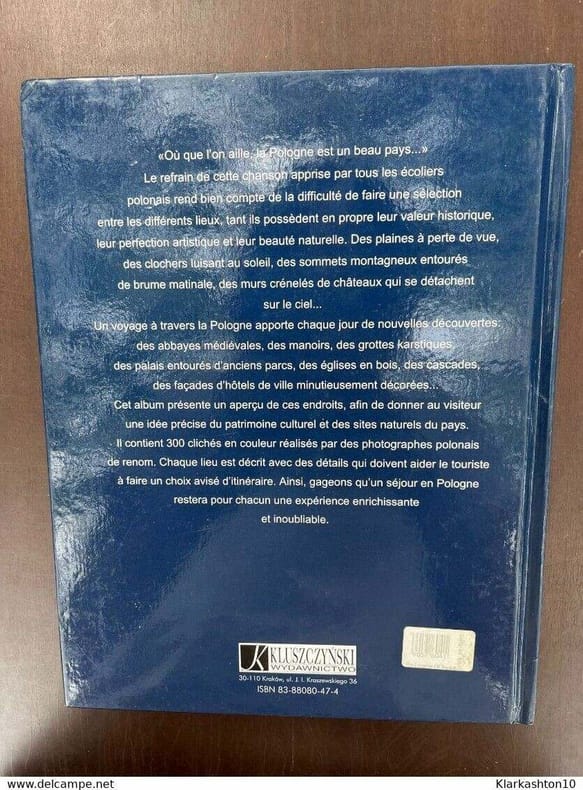 «Où que l'on aille, la Pologne est un beau pays...»
Le refrain de cette chanson apprise par tous les écoliers
polonais rend bien compte de la difficulté de faire une sélection
entre les différents lieux, tant ils possèdent en propre leur valeur historique,
leur perfection artistique et leur beauté naturelle. Des plaines à perte de vue,
des clochers luisant au soleil, des sommets montagneux entourés
de brume matinale, des murs crénelés de châteaux qui se détachent
sur le ciel...
Un voyage à travers la Pologne apporte chaque jour de nouvelles découvertes:
des abbayes médiévales, des manoirs, des grottes karstiques,
des palais entourés d'anciens parcs, des églises en bois, des cascades,
des façades d'hôtels de ville minutieusement décorées...
Cet album présente un aperçu de ces endroits, afin de donner au visiteur
une idée précise du patrimoine culturel et des sites naturels du pays.
Il contient 300 clichés en couleur réalisés par des photographes polonais
de renom. Chaque lieu est décrit avec des détails qui doivent aider le touriste
à faire un choix avisé d'itinéraire. Ainsi, gageons qu'un séjour en Pologne
restera pour chacun une expérience enrichissante
et inoubliable.
KLUSZCZYŃSKI
WYDAWNICTWO
30-110 Kraków, ul. J. I. Kraszewskiego 36
ISBN 83-88080-47-4
www.delcampe.net
Klarkashton10